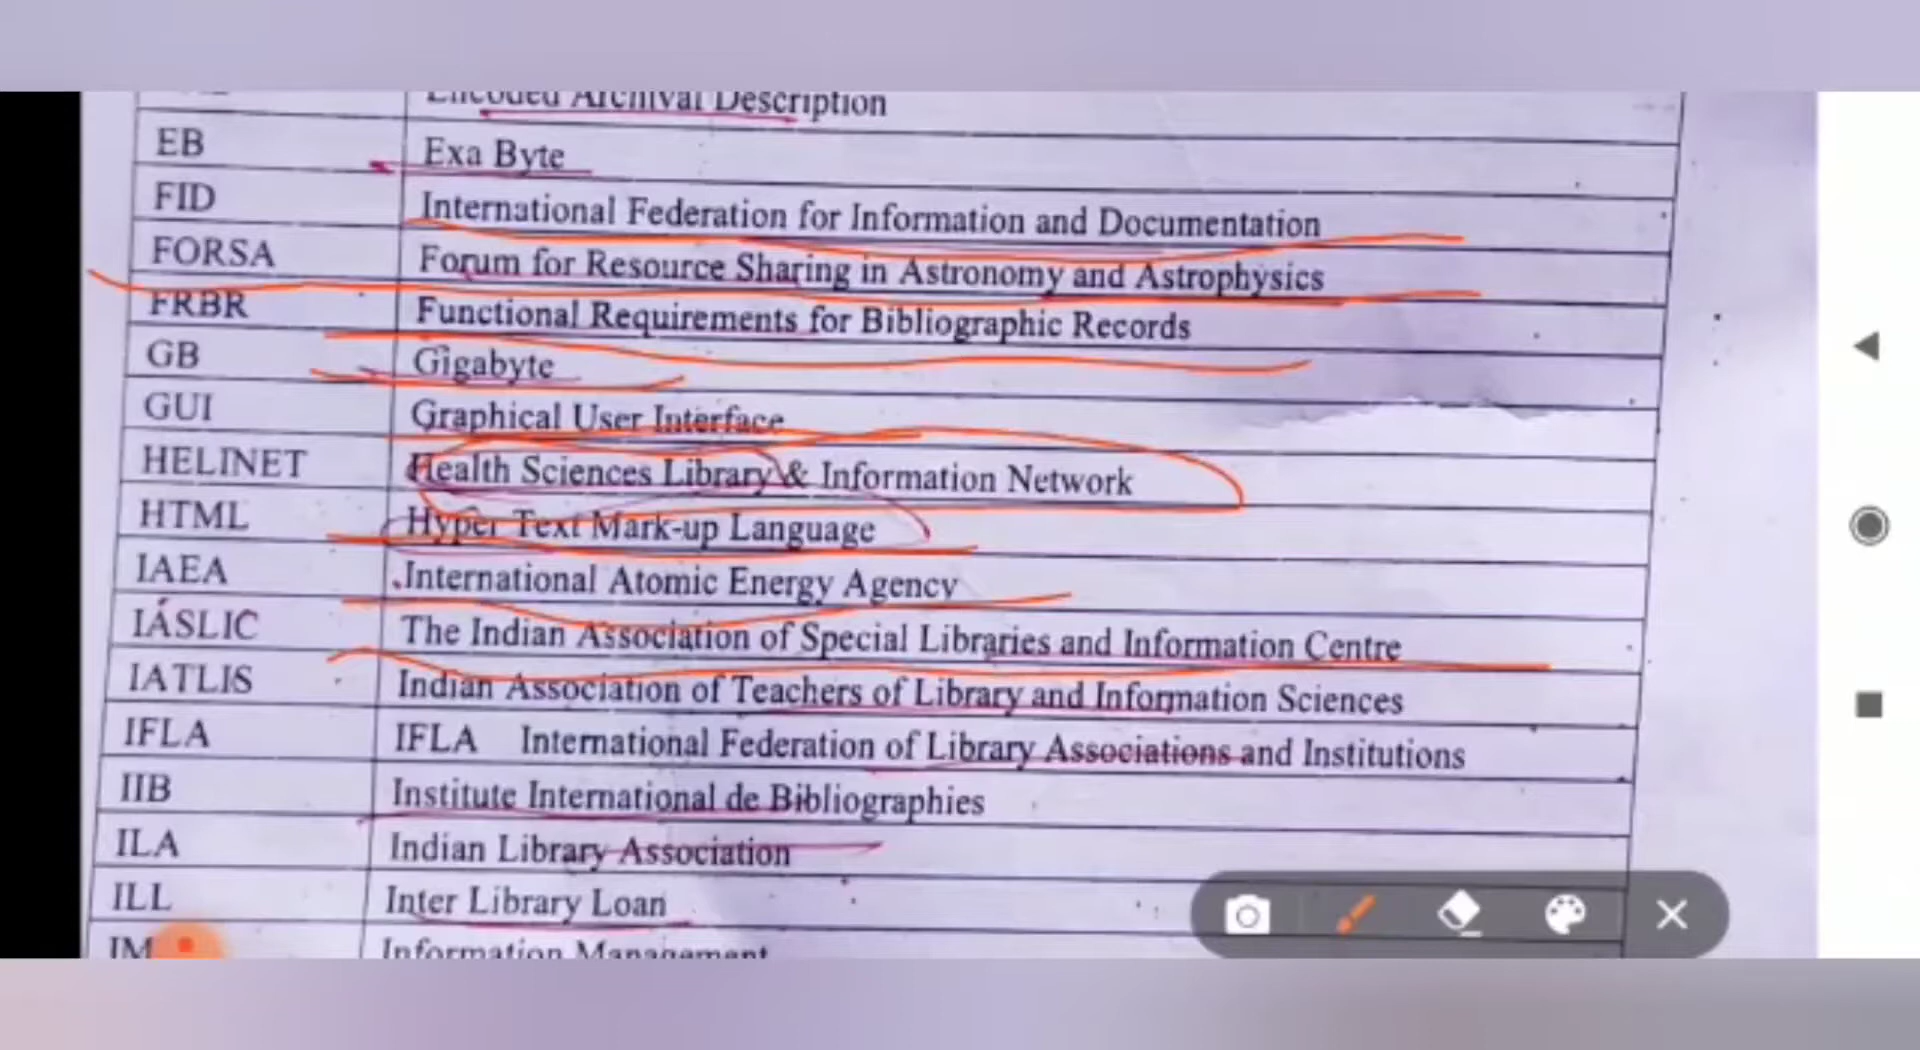 Encoded Archival Description
EB Exa Byte
FID International Federation for Information and Documentation
FORSA Forum for Resource Sharing in Astronomy and Astrophysics
FRBR Functional Requirements for Bibliographic Records
GB Gigabyte
GUI Graphical User Interface
HELINET Health Sciences Library & Information Network
HTML Hyper Text Mark-up Language
IAEA International Atomic Energy Agency
IASLIC The Indian Association of Special Libraries and Information Centre
IATLIS Indian Association of Teachers of Library and Information Sciences
IFLA IFLA International Federation of Library Associations and Institutions
IIB Institute International de Bibliographies
ILA Indian Library Association
ILL Inter Library Loan
IM Information Management